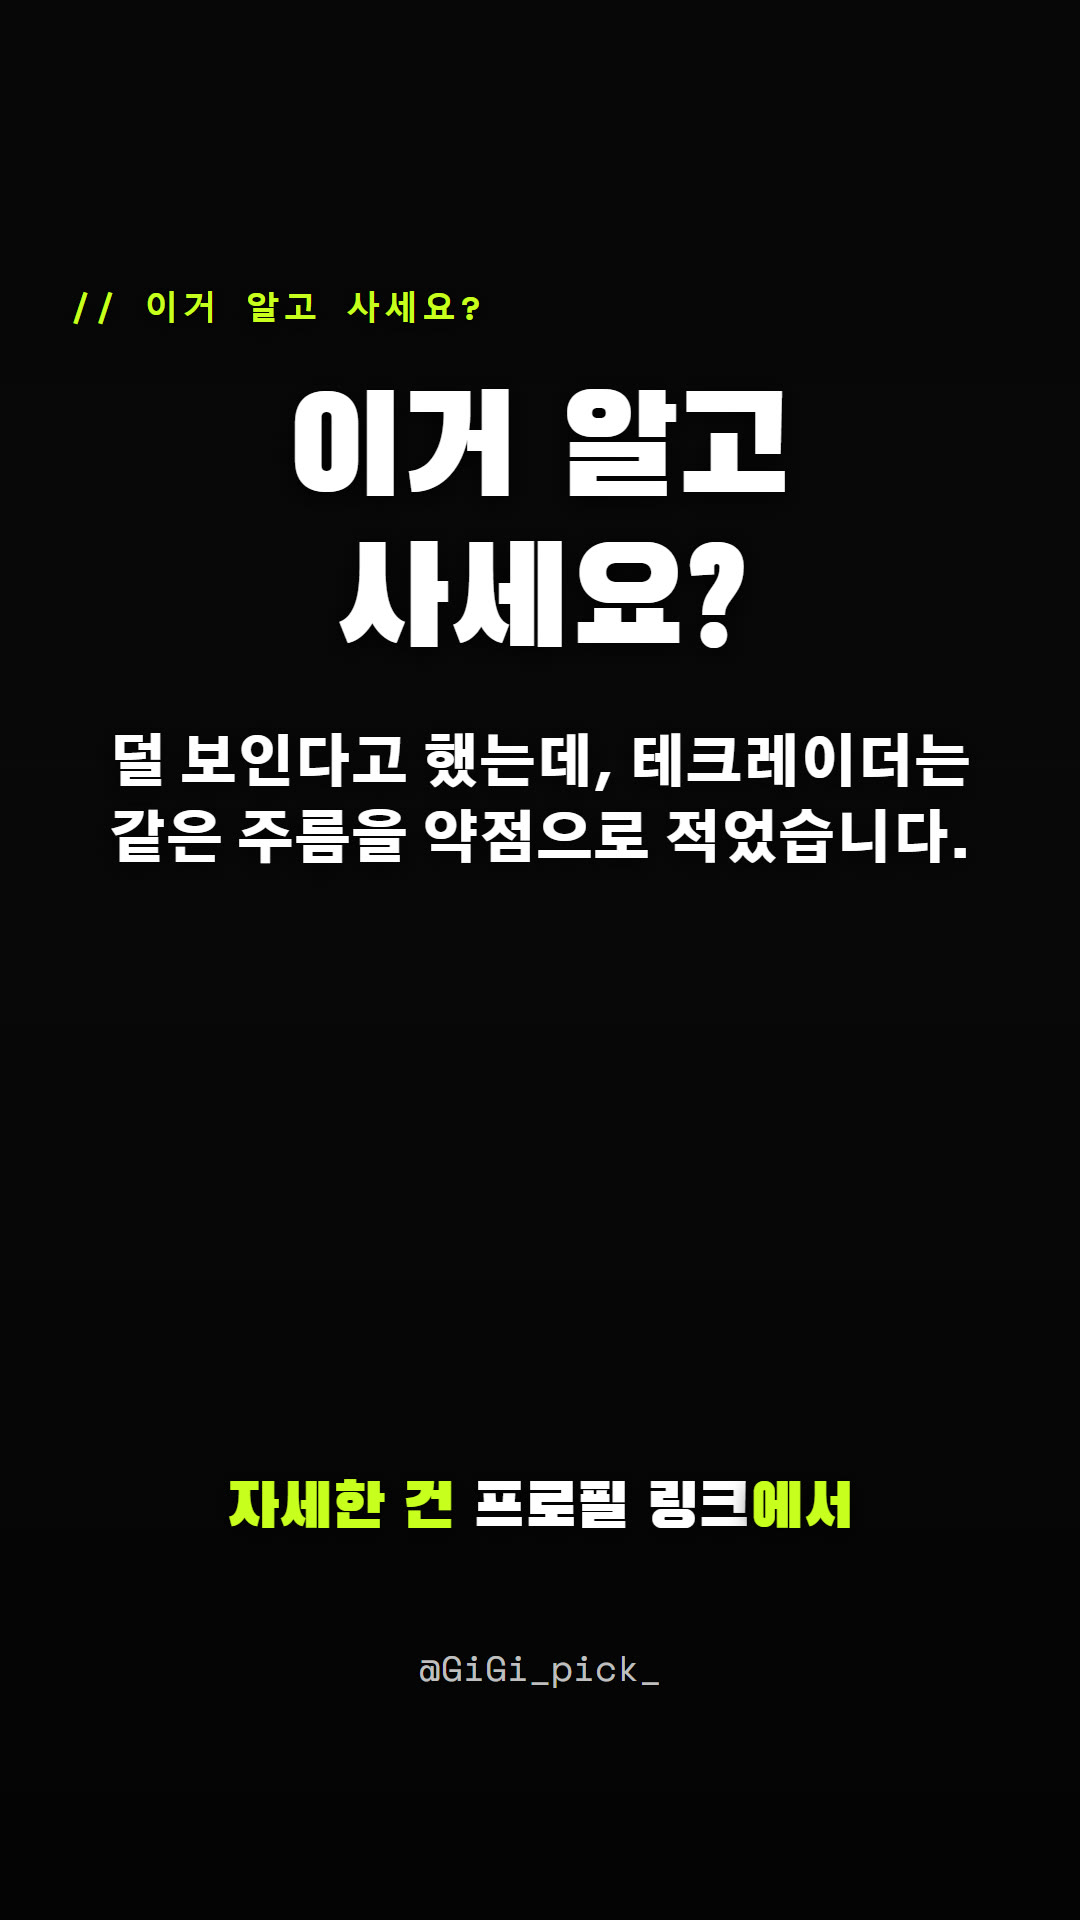 // 이거 알고 사세요?
이거 알고
사세요?
덜 보인다고 했는데, 테크레이더는
같은 주름을 약점으로 적었습니다.
자세한 건 프로필 링크에서
@GiGi_pick_